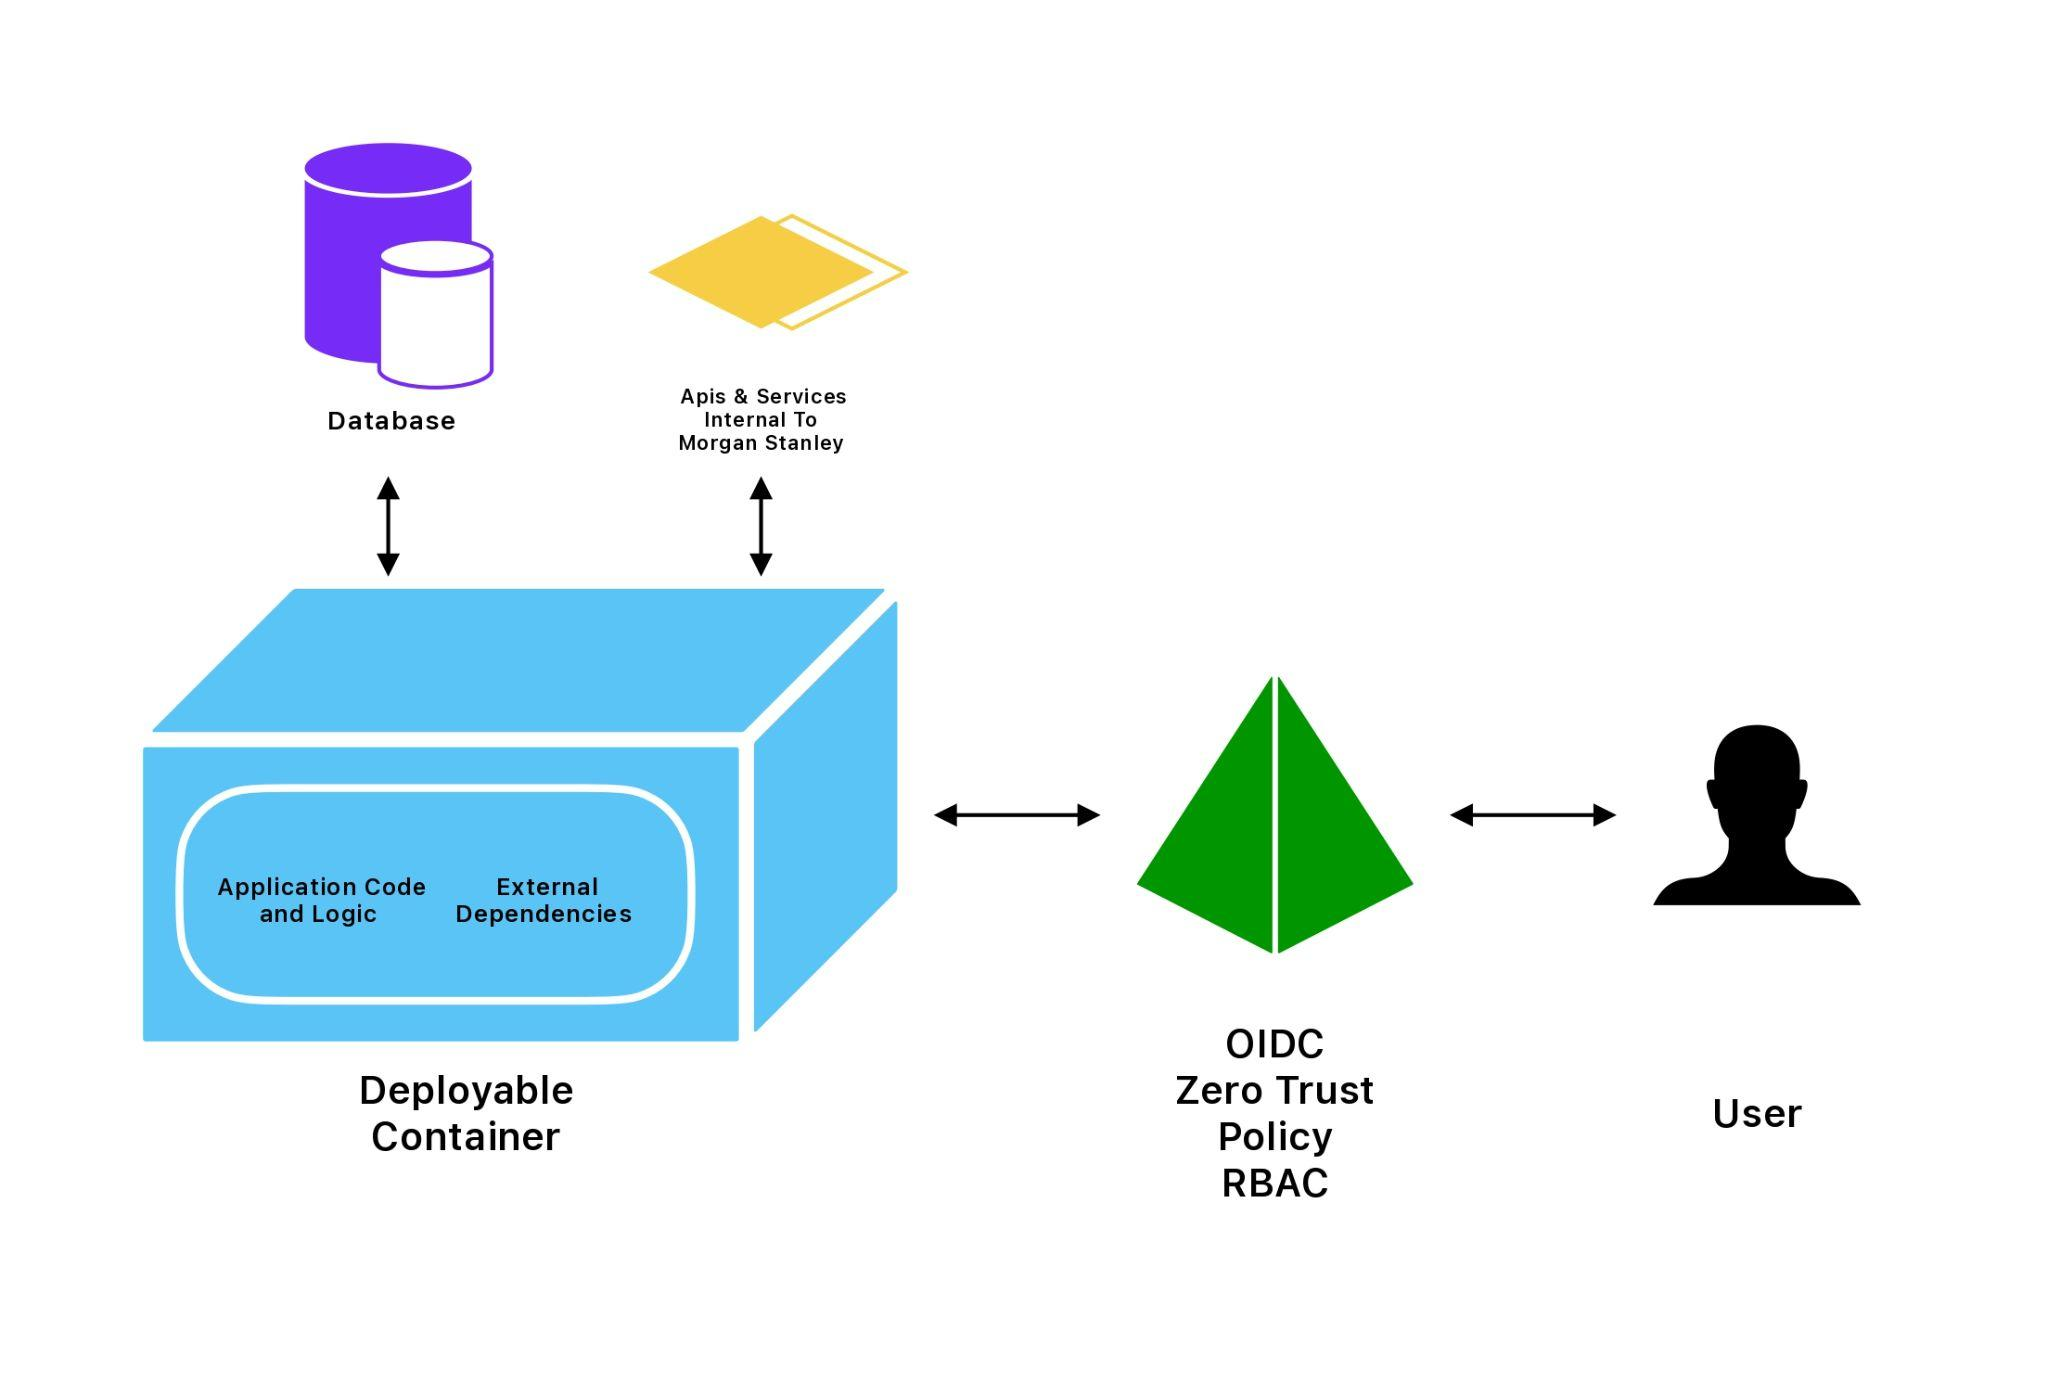 Database
Apis & Services
Internal To
Morgan Stanley
Application Code
and Logic
External
Dependencies
Deployable
Container
OIDC
Zero Trust
Policy
RBAC
User